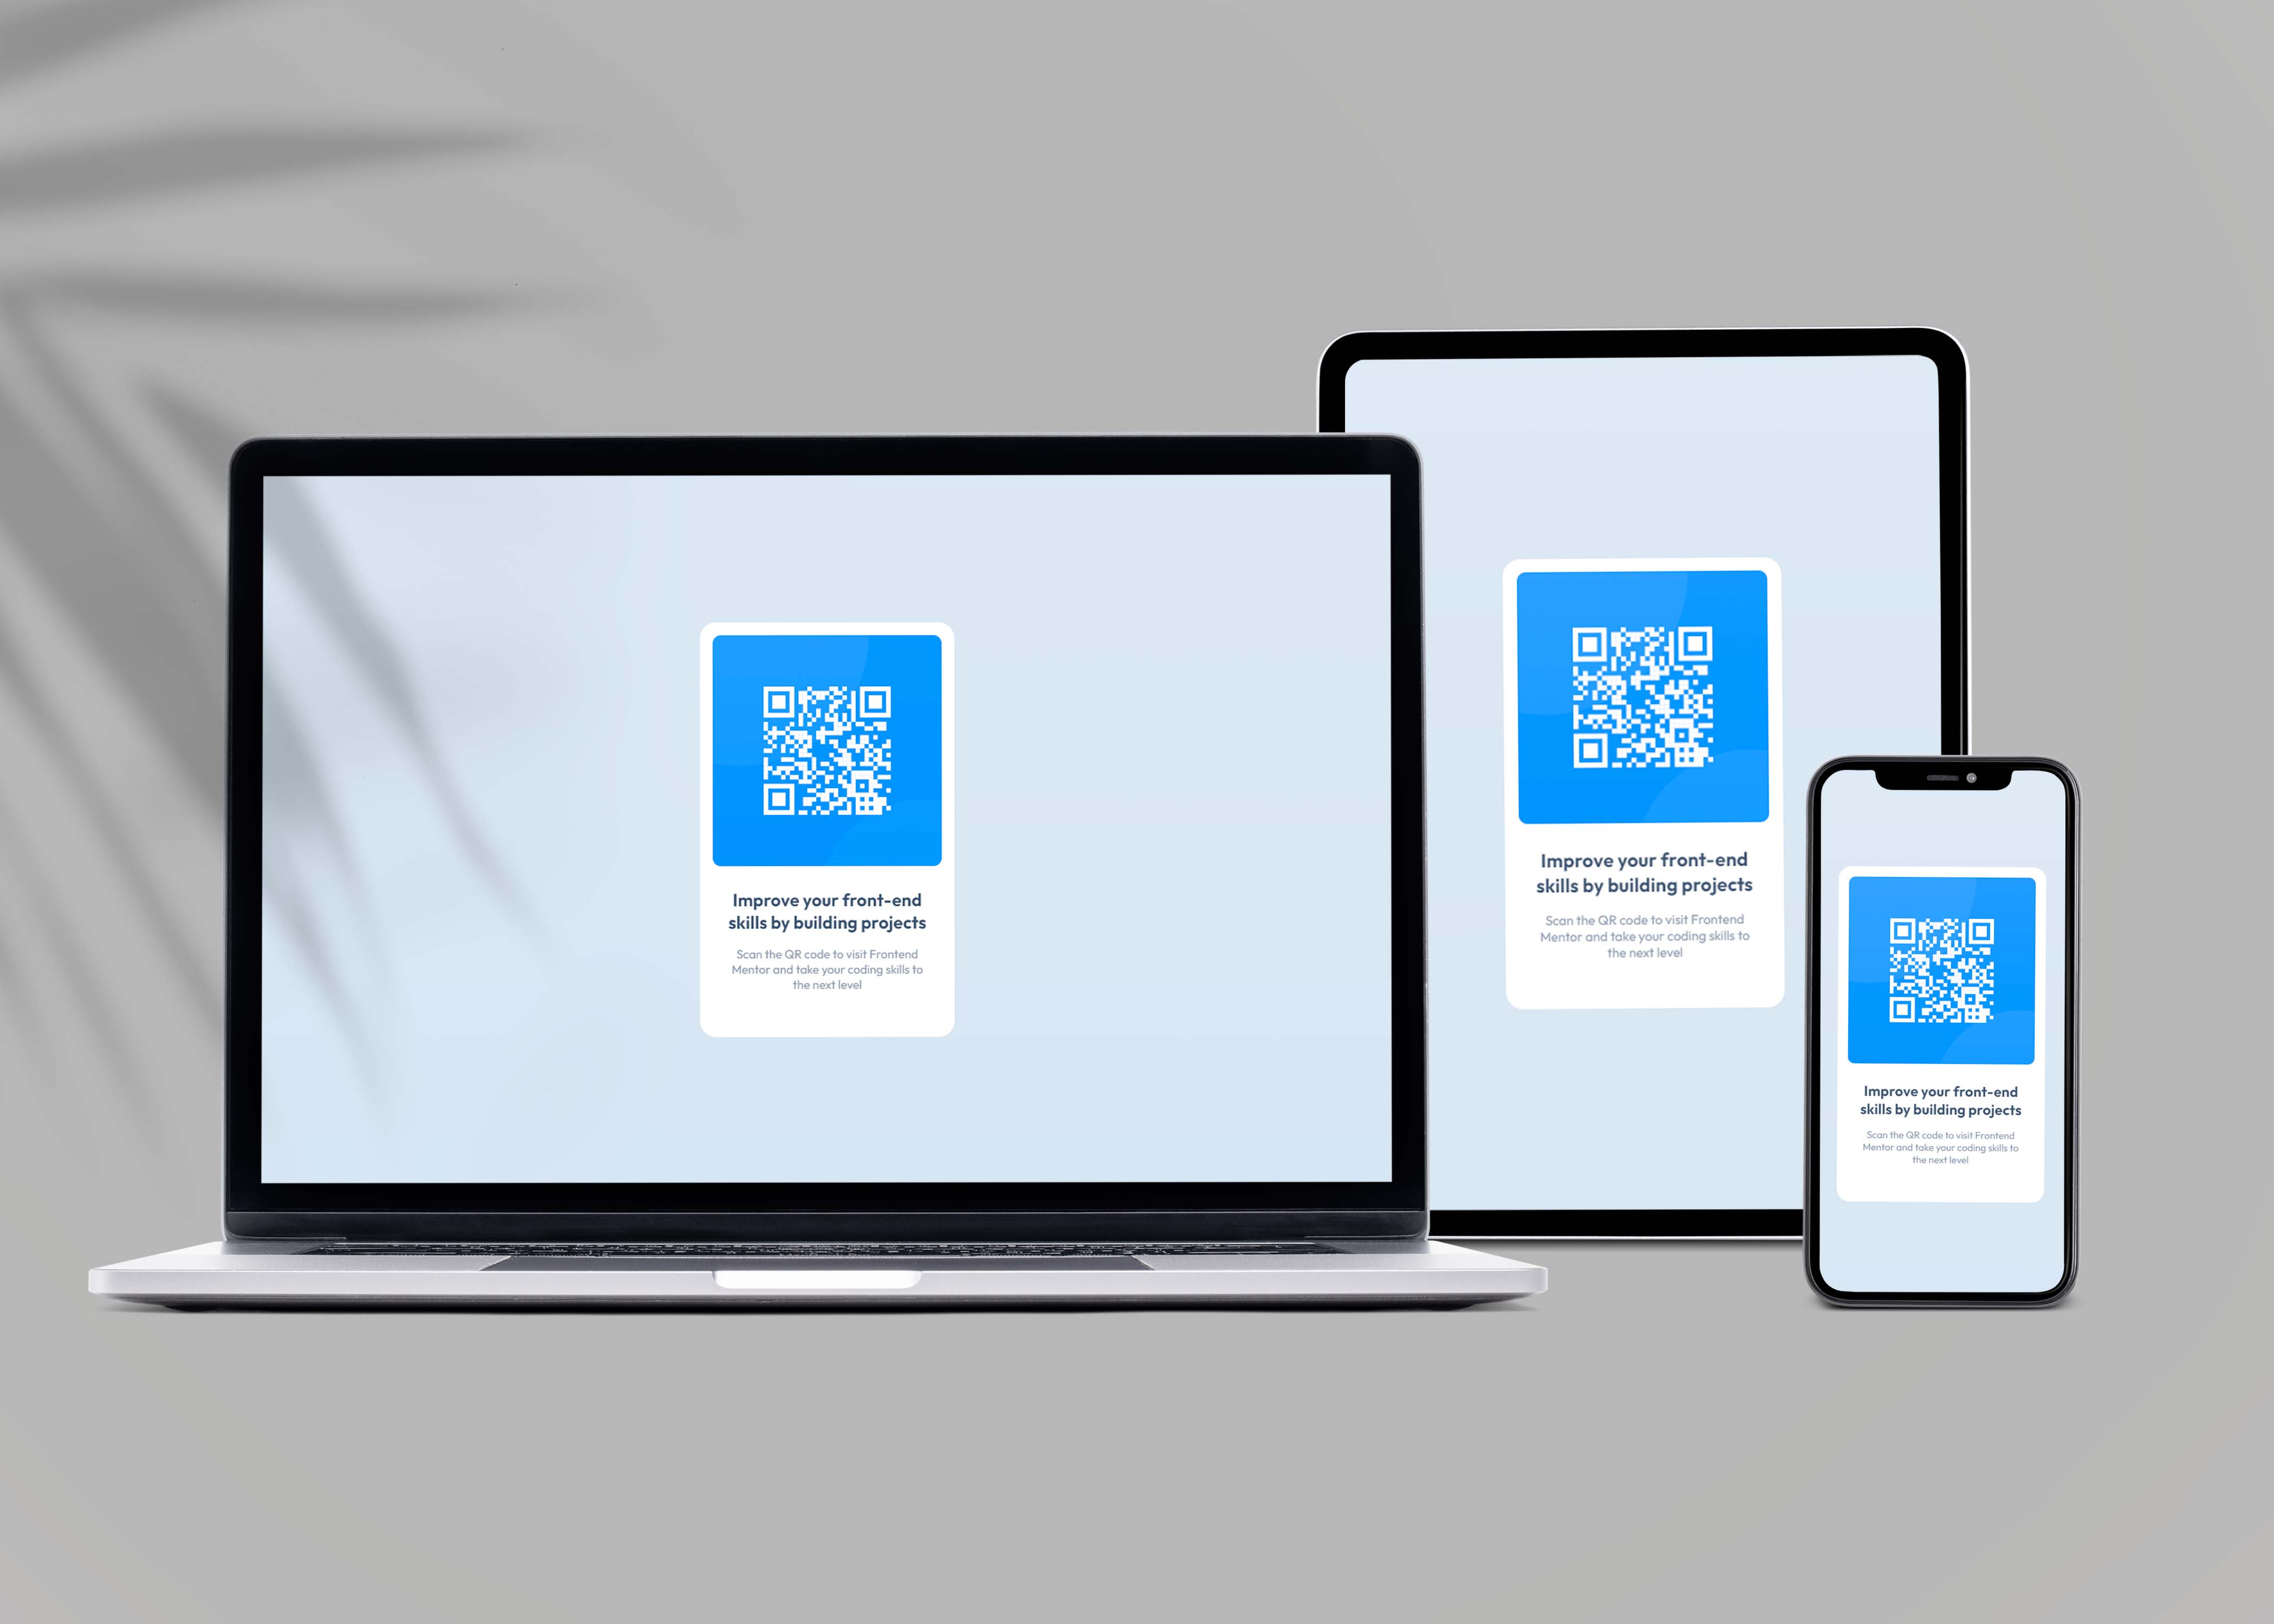 Improve your front-end
skills by building projects
Scan the QR code to visit Frontend
Mentor and take your coding skills to
the next level
Improve your front-end
skills by building projects
Scan the QR code to visit Frontend
Mentor and take your coding skills to
the next level
Improve your front-end
skills by building projects
Scan the QR code to visit Frontend
Mentor and take your coding skills to
the next level